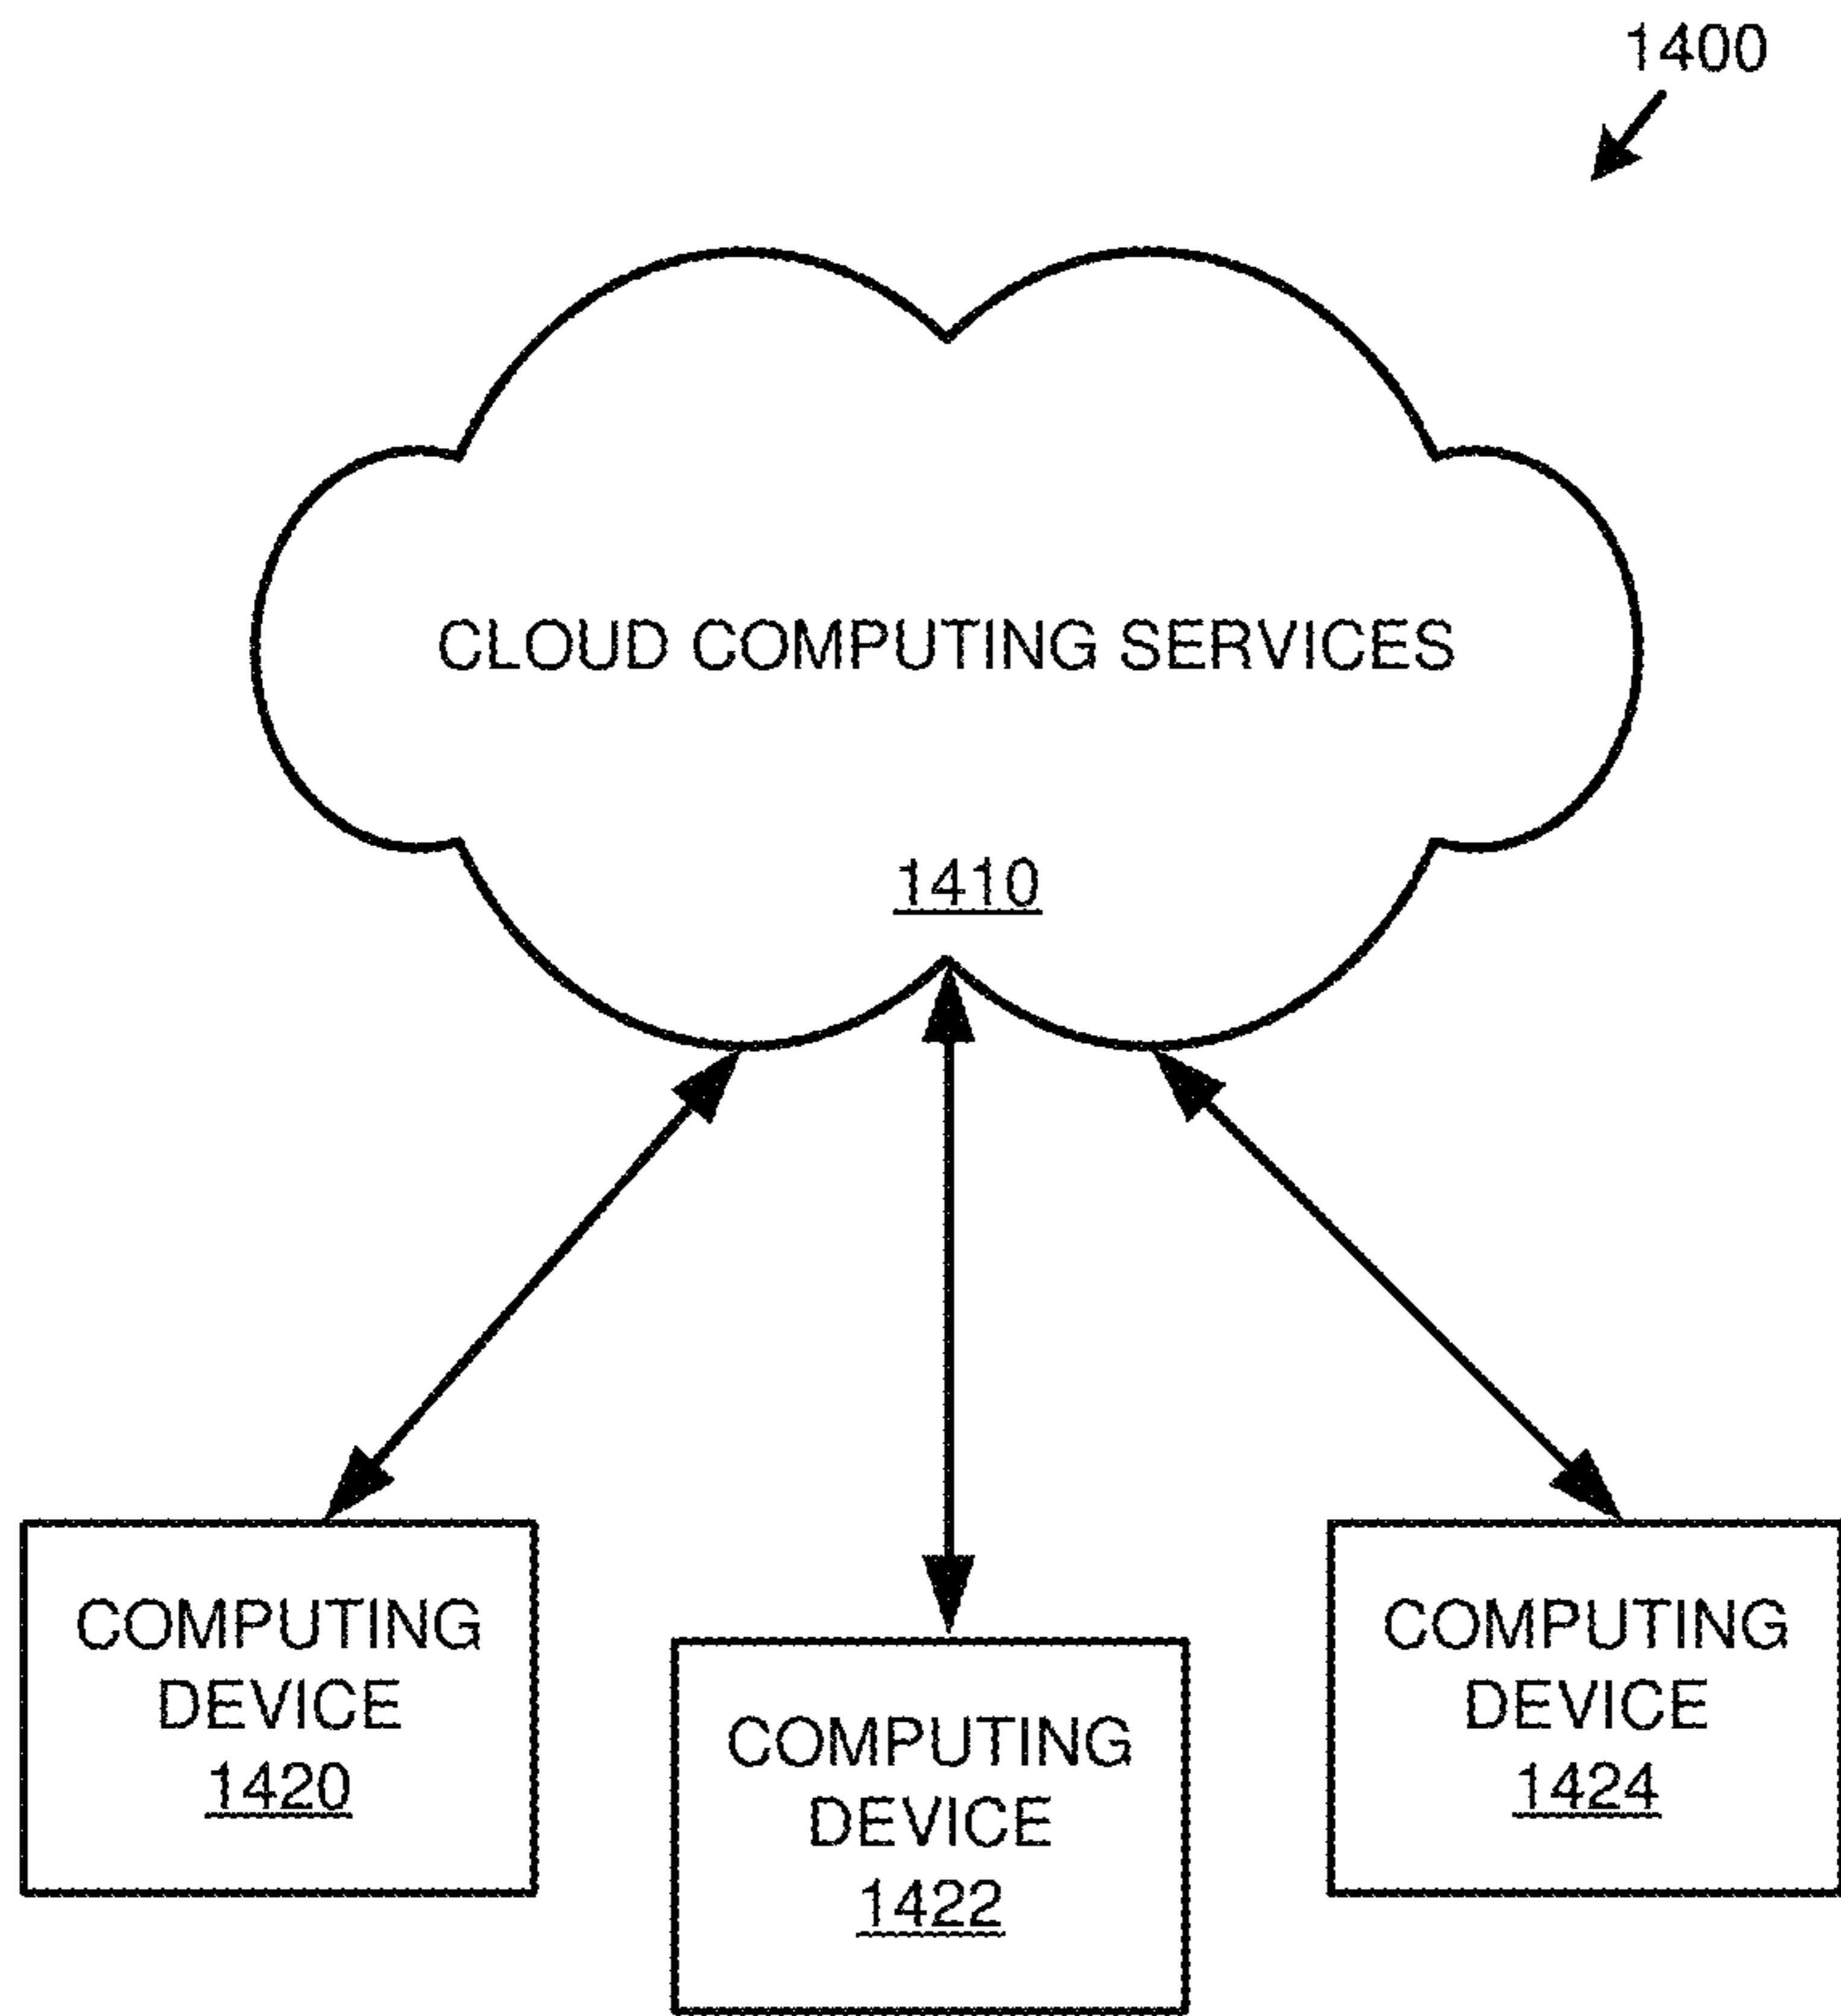 1400
CLOUD COMPUTING SERVICES
1410
COMPUTING
DEVICE
1420
COMPUTING
DEVICE
1422
COMPUTING
DEVICE
1424